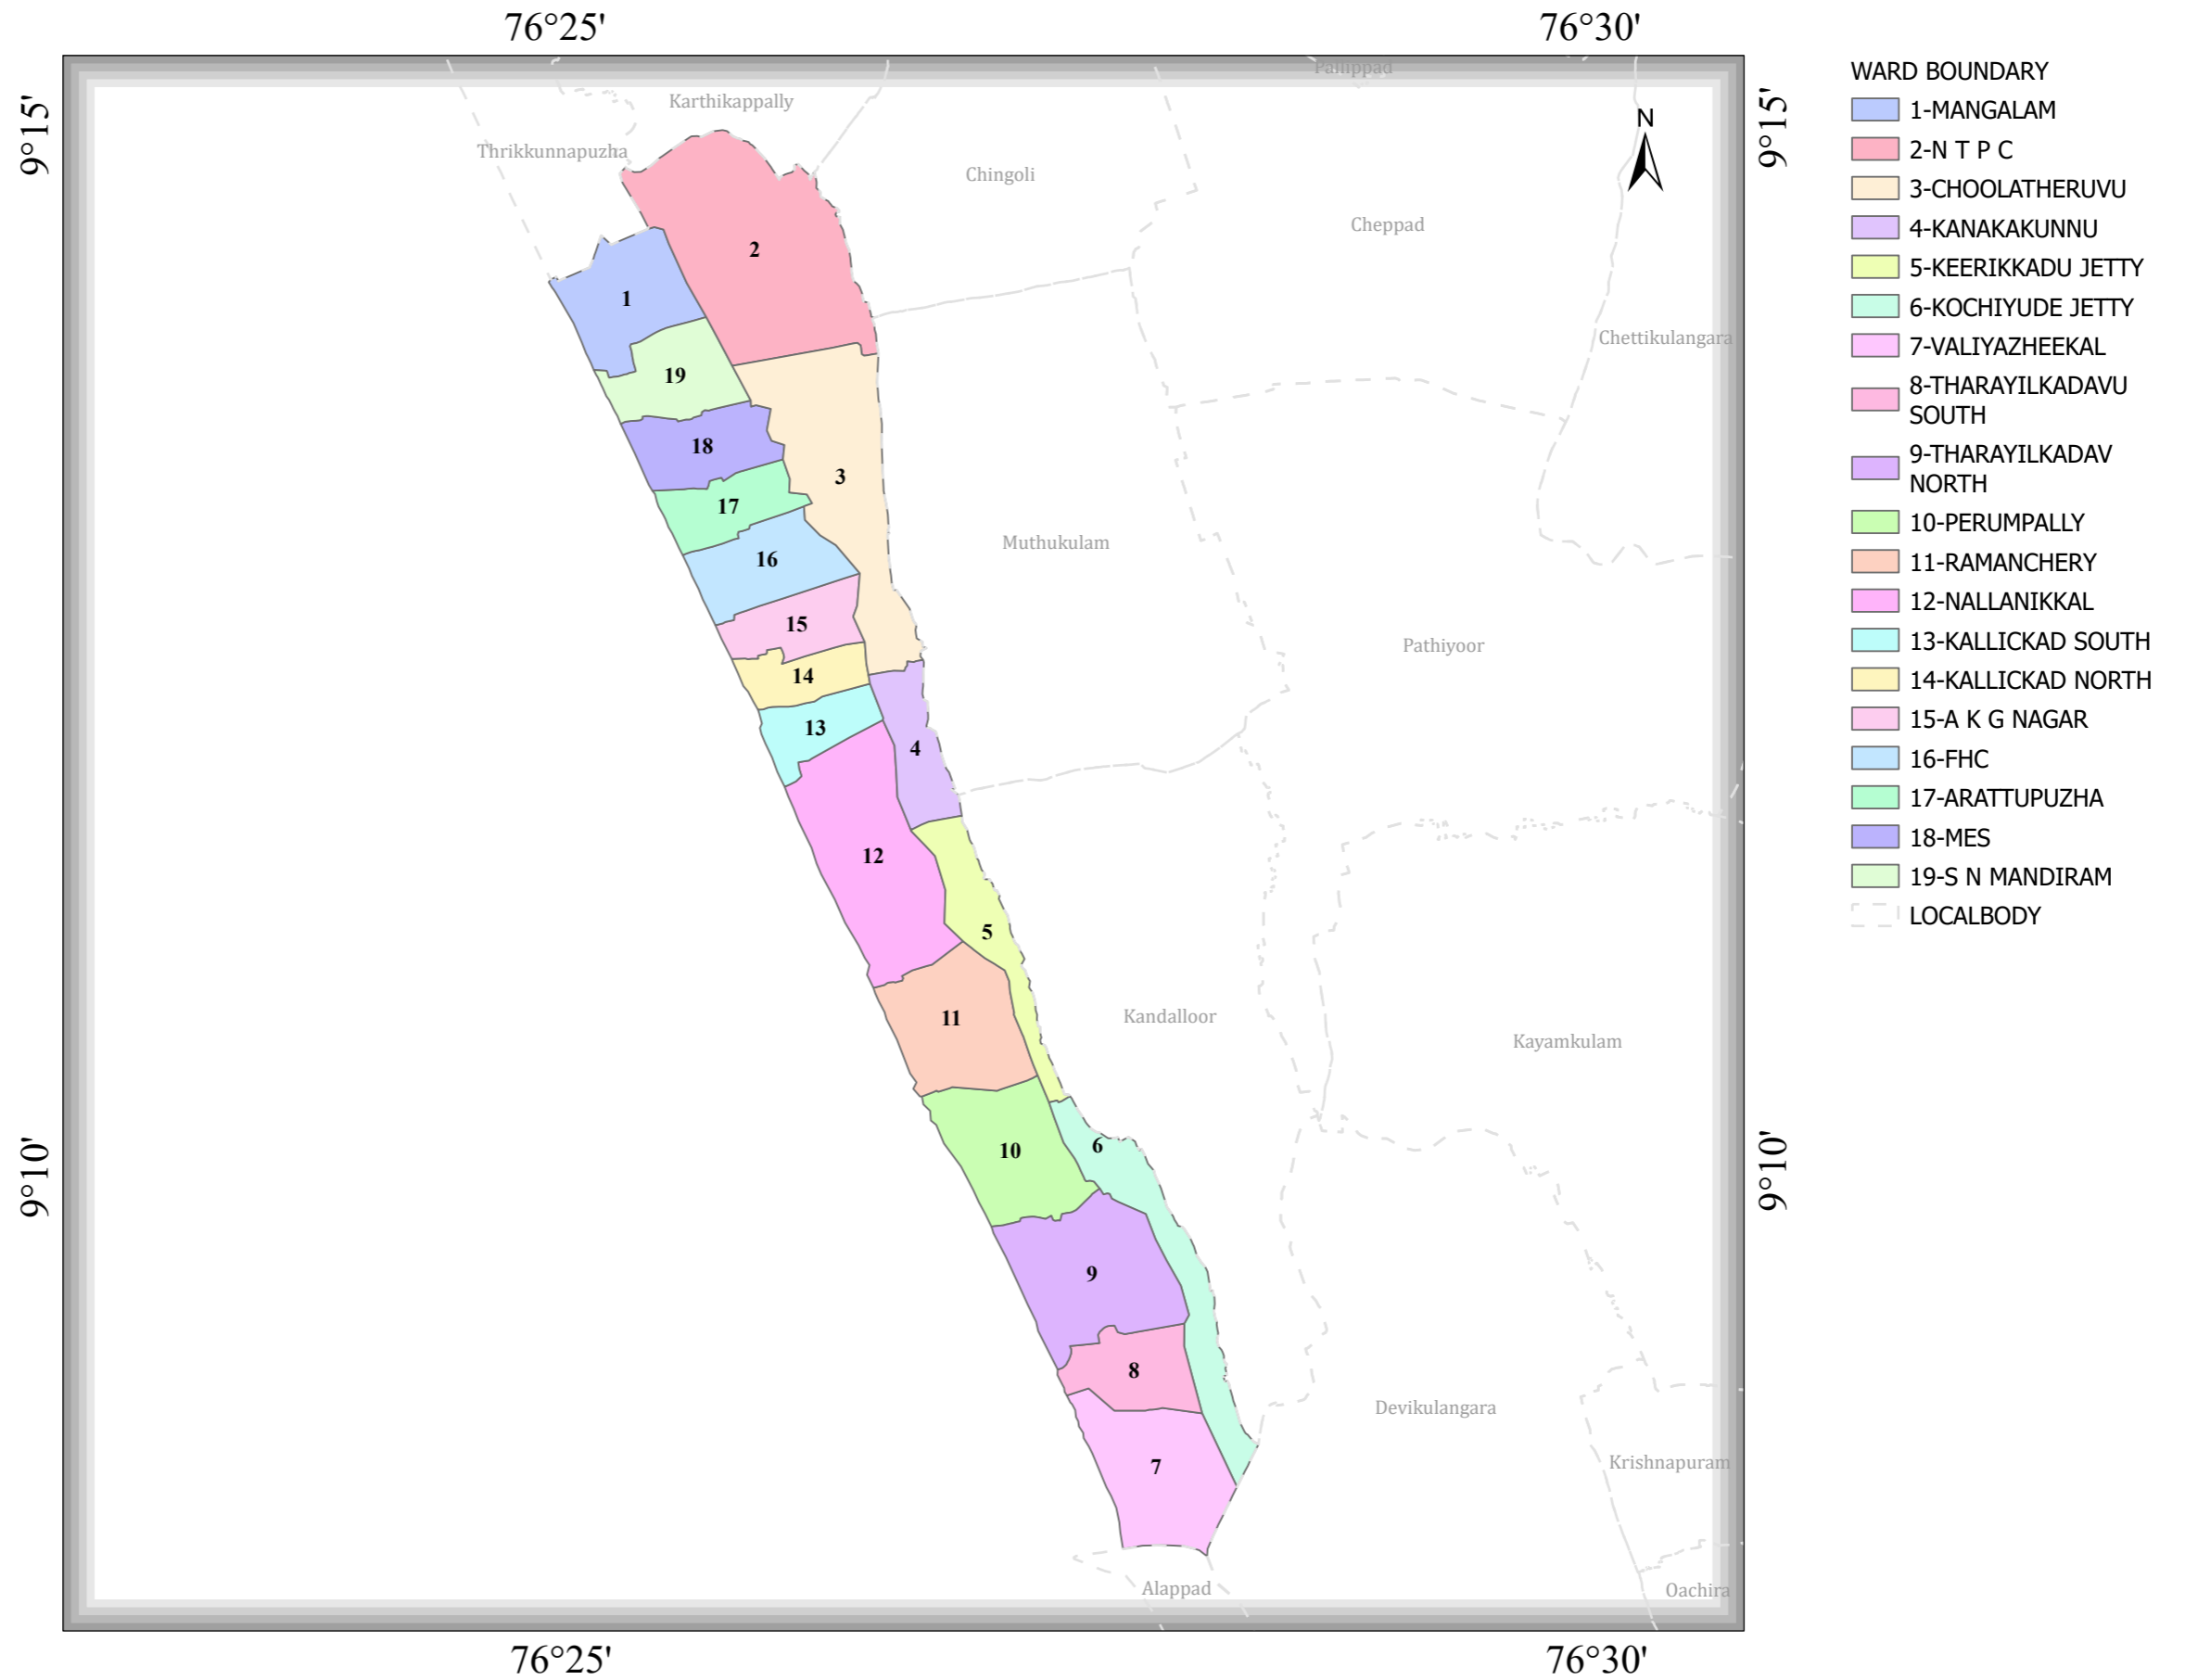 76°25'
76°30'
9°15'
9°15'
Pallippad
Karthikappally
Thrikkunnapuzha
Chingoli
Cheppad
N
2
1
Chettikulangara
19
18
3
17
Muthukulam
16
15
Pathiyoor
14
13
4
12
5
11
Kandalloor
Kayamkulam
9°10'
9°10'
10
6
9
8
Devikulangara
7
Krishnapuram
Alappad
Oachira
76°25'
76°30'
WARD BOUNDARY
1-MANGALAM
2-N T P C
3-CHOOLATHERUVU
4-KANAKAKUNNU
5-KEERIKKADU JETTY
6-KOCHIYUDE JETTY
7-VALIYAZHEEKAL
8-THARAYILKADAVU
SOUTH
9-THARAYILKADAV
NORTH
10-PERUMPALLY
11-RAMANCHERY
12-NALLANIKKAL
13-KALLICKAD SOUTH
14-KALLICKAD NORTH
15-A K G NAGAR
16-FHC
17-ARATTUPUZHA
18-MES
19-S N MANDIRAM
LOCALBODY